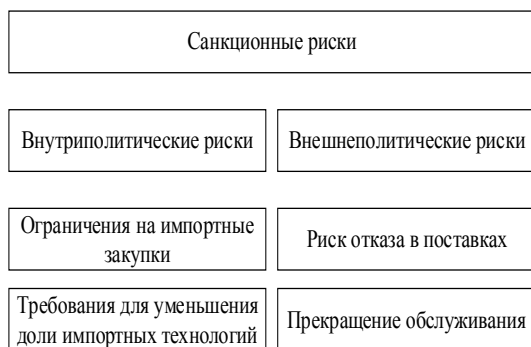 Санкционные риски
Внутриполитические риски
Внешнеполитические риски
Ограничения на импортные
закупки
Риск отказа в поставках
Требования для уменьшения
доли импортных технологий
Прекращение обслуживания